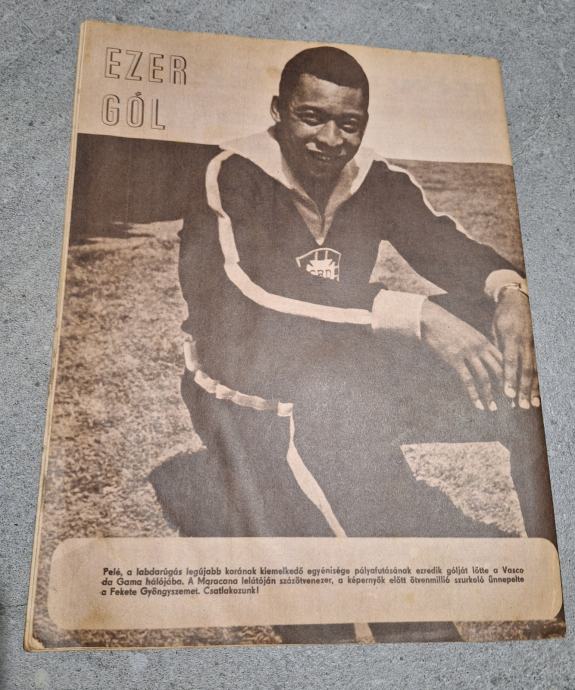 EZER
GÓL
CBD
Pelé, a labdarúgás legújabb korának kiemelkedő egyénisége pályafutásának ezredik gólját lőtte a Vasco
da Gama hálójába. A Maracana lelátóján százötvenezer, a képernyők előtt ötvenmillió szurkoló ünnepelte
a Fekete Gyöngyszemet. Csatlakozunk!